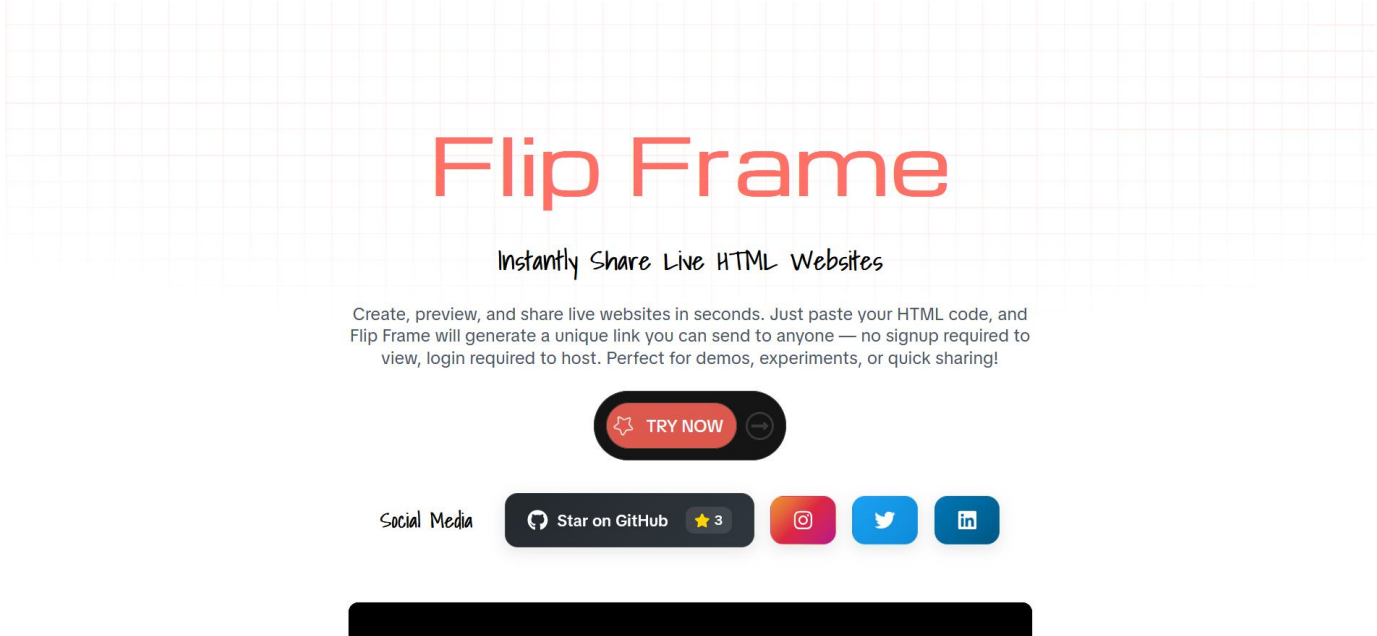 Flip Frame
Instantly Share Live HTML Websites
Create, preview, and share live websites in seconds. Just paste your HTML code, and
Flip Frame will generate a unique link you can send to anyone — no signup required to
view, login required to host. Perfect for demos, experiments, or quick sharing!
TRY NOW
Social Media Star on GitHub 3